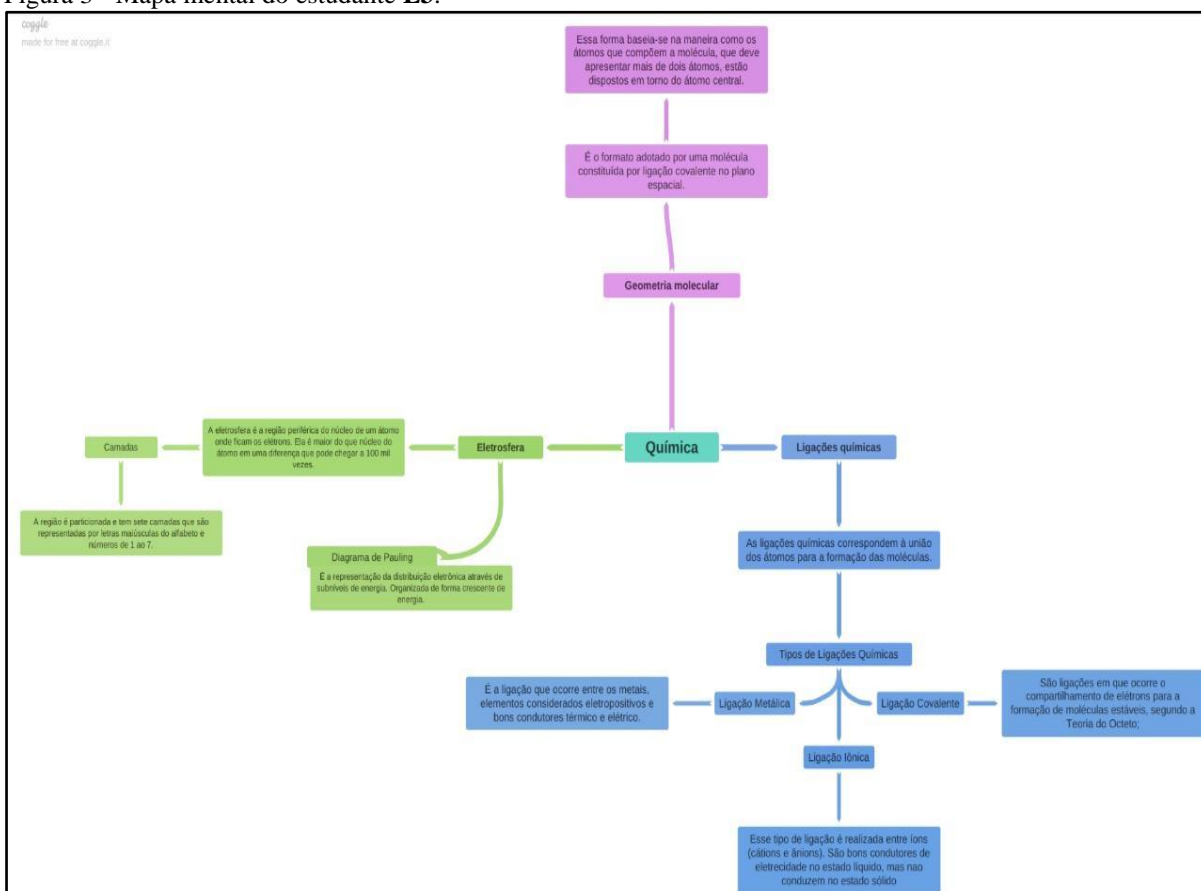 Figura 3 - Mapa mental do estudante E3.
coggle
made for free at coggle.it
Essa forma baseia-se na maneira como os
átomos que compõem a molécula, que deve
apresentar mais de dois átomos, estão
dispostos em torno do átomo central.
É o formato adotado por uma molécula
constituída por ligação covalente no plano
espacial.
Geometria molecular
Camadas
A eletrosfera é a região periférica do núcleo de um átomo
onde ficam os elétrons. Ela é maior do que núcleo do
átomo em uma diferença que pode chegar a 100 mil
vezes.
Eletrosfera
Química
Ligações químicas
A região é particionada e tem sete camadas que são
representadas por letras maiúsculas do alfabeto e
números de 1 ao 7.
Diagrama de Pauling
É a representação da distribuição eletrônica através de
subníveis de energia. Organizada de forma crescente de
energia.
As ligações químicas correspondem à união
dos átomos para a formação das moléculas.
Tipos de Ligações Químicas
É a ligação que ocorre entre os metais,
elementos considerados eletropositivos e
bons condutores térmico e elétrico.
Ligação Metálica
Ligação Covalente
São ligações em que ocorre o
compartilhamento de elétrons para a
formação de moléculas estáveis, segundo a
Teoria do Octeto;
Ligação Iônica
Esse tipo de ligação é realizada entre íons
(cátions e ânions). São bons condutores de
eletrecidade no estado líquido, mas nao
conduzem no estado sólido